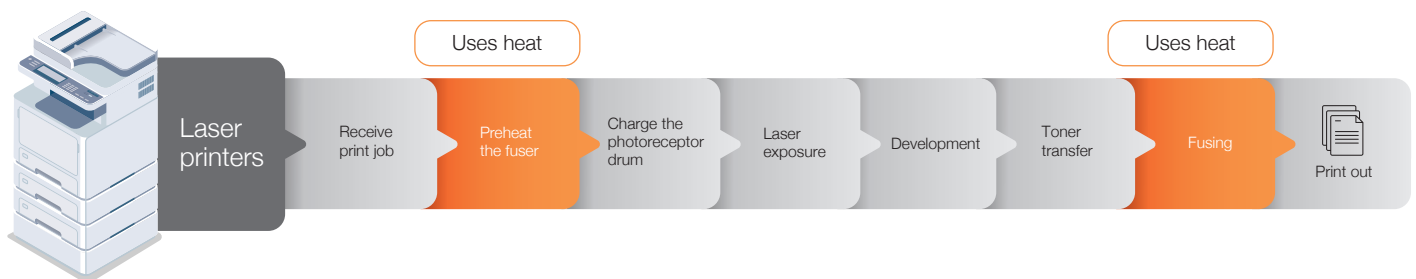 Uses heat
Uses heat
Laser
printers
Receive
print job
Preheat
the fuser
Charge the
photoreceptor
drum
Laser
exposure
Development
Toner
transfer
Fusing
Print out